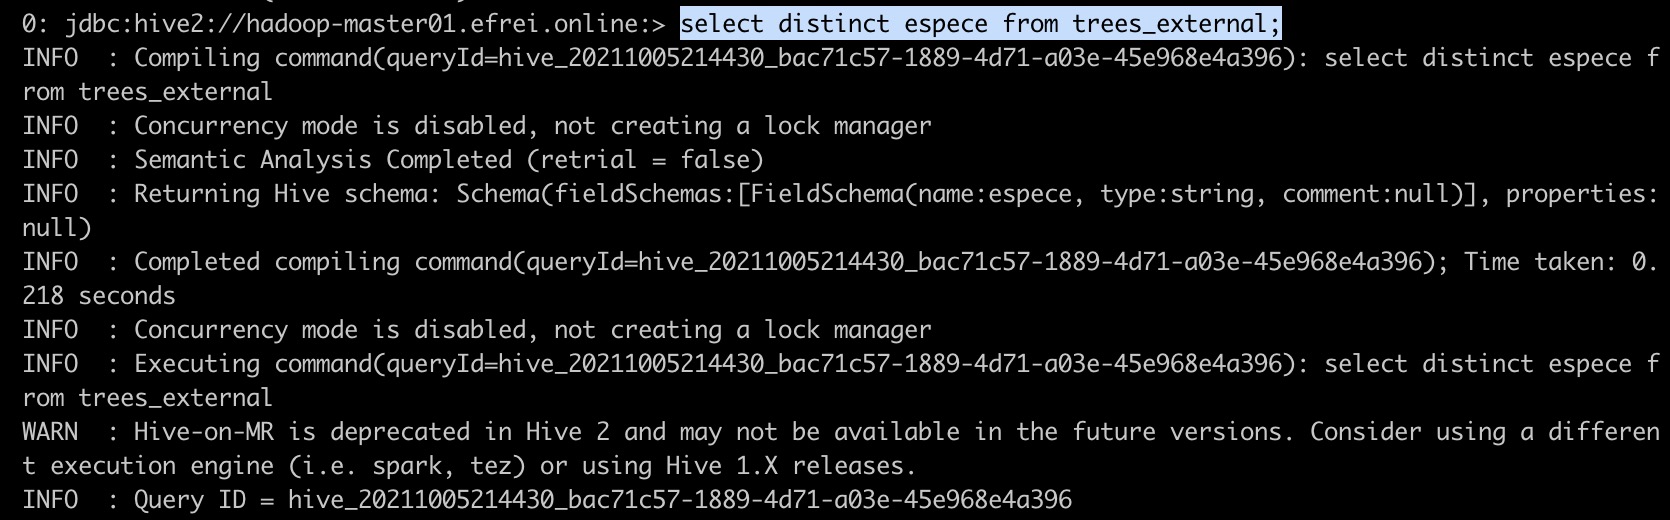 0: jdbc:hive2://hadoop-master01.efrei.online:> select distinct espece from trees_external;
INFO  : Compiling command(queryId=hive_20211005214430_bac71c57-1889-4d71-a03e-45e968e4a396): select distinct espece f
rom trees_external
INFO  : Concurrency mode is disabled, not creating a lock manager
INFO  : Semantic Analysis Completed (retrial = false)
INFO  : Returning Hive schema: Schema(fieldSchemas:[FieldSchema(name:espece, type:string, comment:null)], properties:
null)
INFO  : Completed compiling command(queryId=hive_20211005214430_bac71c57-1889-4d71-a03e-45e968e4a396); Time taken: 0.
218 seconds
INFO  : Concurrency mode is disabled, not creating a lock manager
INFO  : Executing command(queryId=hive_20211005214430_bac71c57-1889-4d71-a03e-45e968e4a396): select distinct espece f
rom trees_external
WARN  : Hive-on-MR is deprecated in Hive 2 and may not be available in the future versions. Consider using a differen
t execution engine (i.e. spark, tez) or using Hive 1.X releases.
INFO  : Query ID = hive_20211005214430_bac71c57-1889-4d71-a03e-45e968e4a396